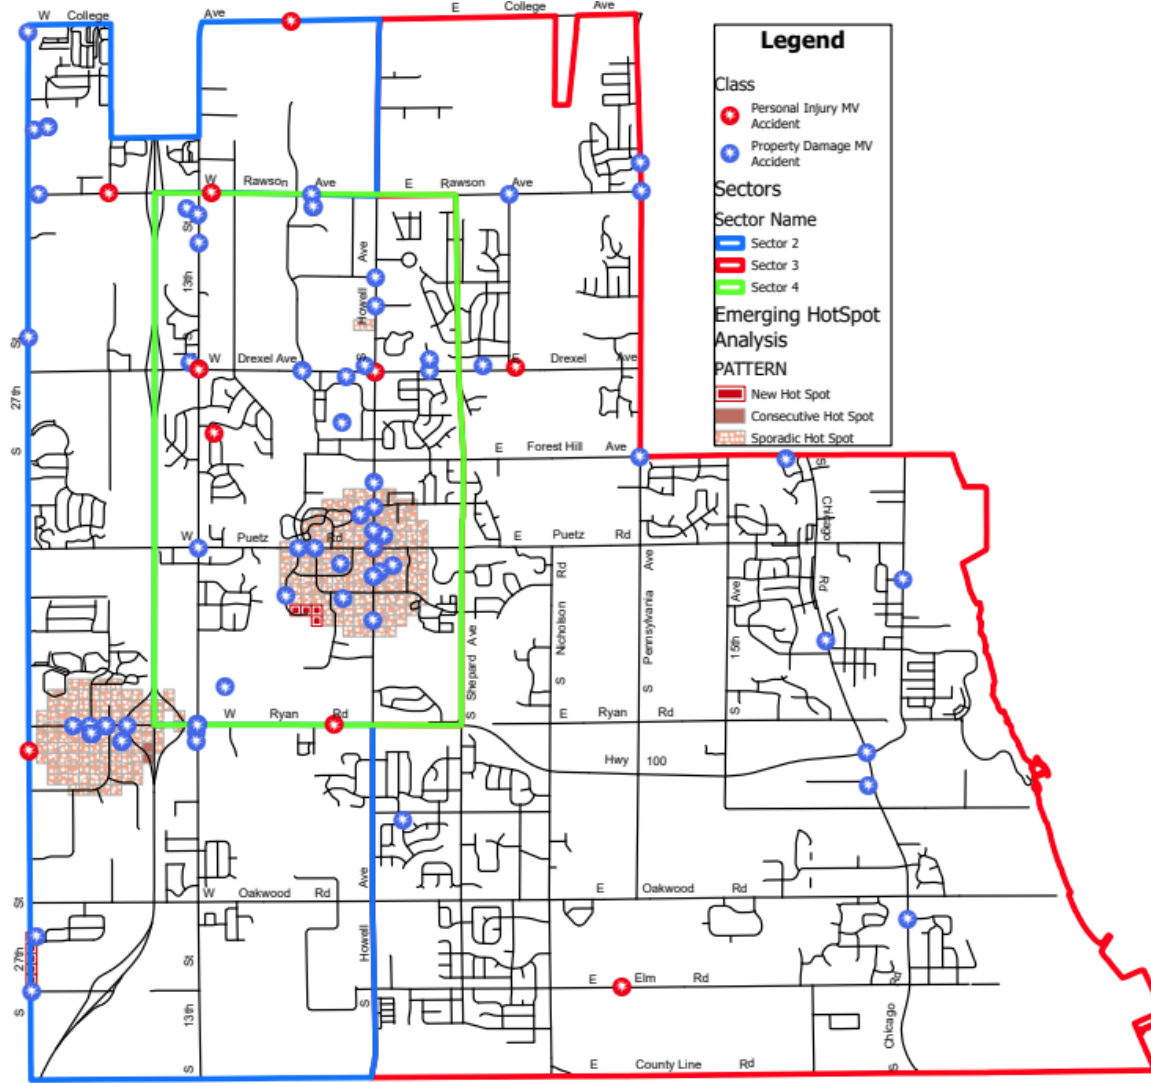 W College Ave
E College Ave
Legend
Class
Personal Injury MV
Accident
Property Damage MV
Accident
Sectors
Sector Name
Sector 2
Sector 3
Sector 4
Emerging HotSpot
Analysis
PATTERN
New Hot Spot
Consecutive Hot Spot
Sporadic Hot Spot
W Rawson Ave
E Rawson Ave
S 13th St
S Howell Ave
S 27th St
W Drexel Ave
E Drexel Ave
E Forest Hill Ave
S Chicago Rd
W Puetz Rd
E Puetz Rd
S Nicholson Rd
S Pennsylvania Ave
S 15th Ave
S Shepard Ave
W Ryan Rd
E Ryan Rd
Hwy 100
W Oakwood Rd
E Oakwood Rd
S Howell Ave
S 27th St
S 13th St
E Elm Rd
S Chicago Rd
E County Line Rd